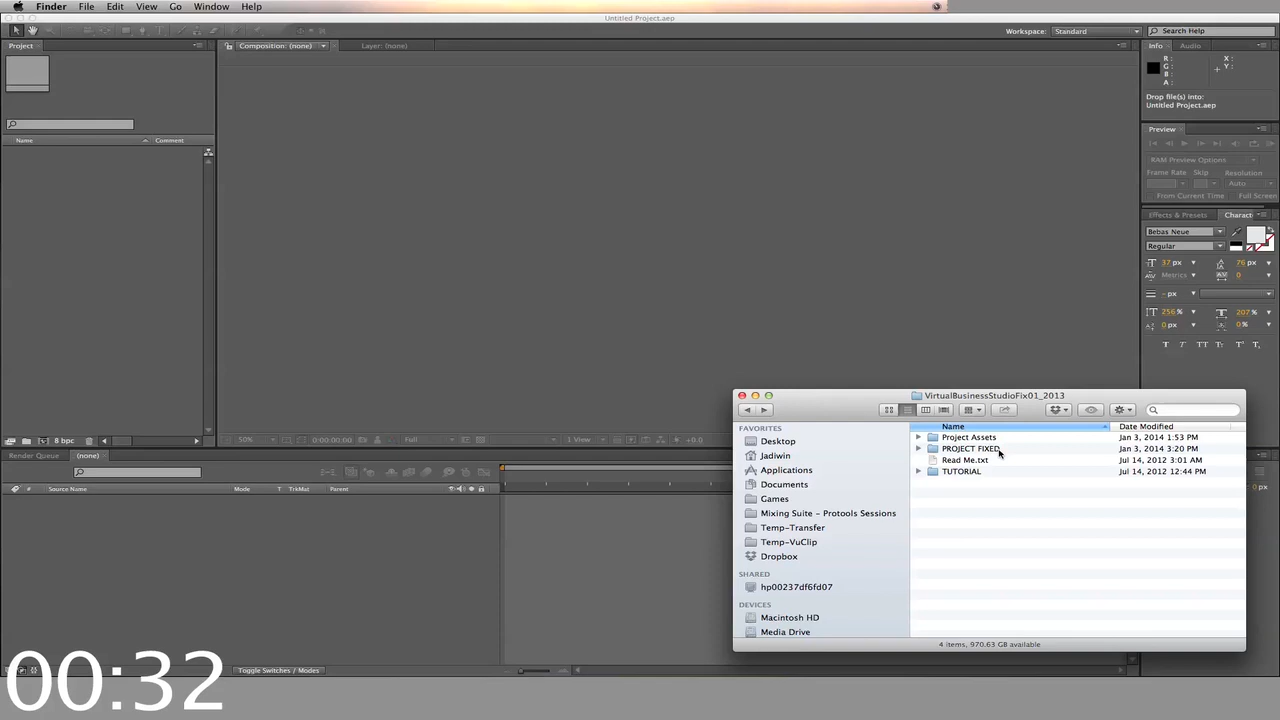 Finder File Edit View Go Window Help
Untitled Project.aep
Workspace: Standard Search Help
Project Composition: (none) Layer: (none) Info Audio
R :
G :
B :
A :
X :
Y :
Drop file(s) into:
Untitled Project.aep
Preview
RAM Preview Options
Frame Rate Skip Resolution
Auto
From Current Time Full Screen
Name Comment
Effects & Presets Charact
Bebas Neue
Regular
37 px 76 px
Metrics 0
- px
256 % 207 %
0 px 0 %
T T TT Tr T' T,
8 bpc
50% 0:00:00:00 Full 1 View +0.0
Render Queue (none)
Source Name Mode T TrkMat Parent
px
Toggle Switches / Modes
VirtualBusinessStudioFix01_2013
FAVORITES
Desktop
Jadiwin
Applications
Documents
Games
Mixing Suite - Protools Sessions
Temp-Transfer
Temp-VuClip
Dropbox
SHARED
hp00237df6fd07
DEVICES
Macintosh HD
Media Drive
Name Date Modified
Project Assets Jan 3, 2014 1:53 PM
PROJECT FIXED Jan 3, 2014 3:20 PM
Read Me.txt Jul 14, 2012 3:01 AM
TUTORIAL Jul 14, 2012 12:44 PM
4 items, 970.63 GB available
00:32